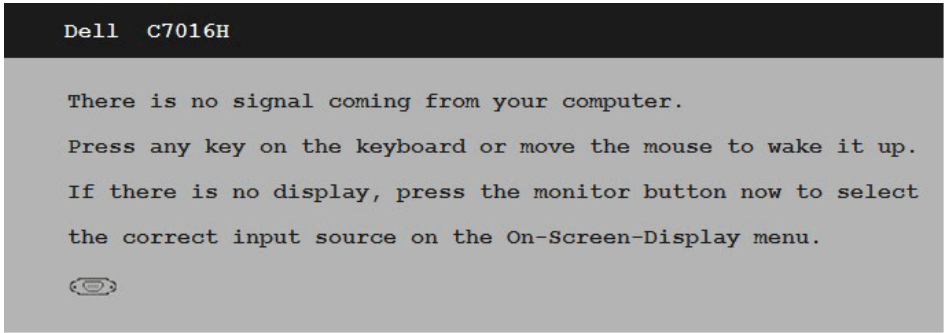 Dell C7016H
There is no signal coming from your computer.
Press any key on the keyboard or move the mouse to wake it up.
If there is no display, press the monitor button now to select
the correct input source on the On-Screen-Display menu.